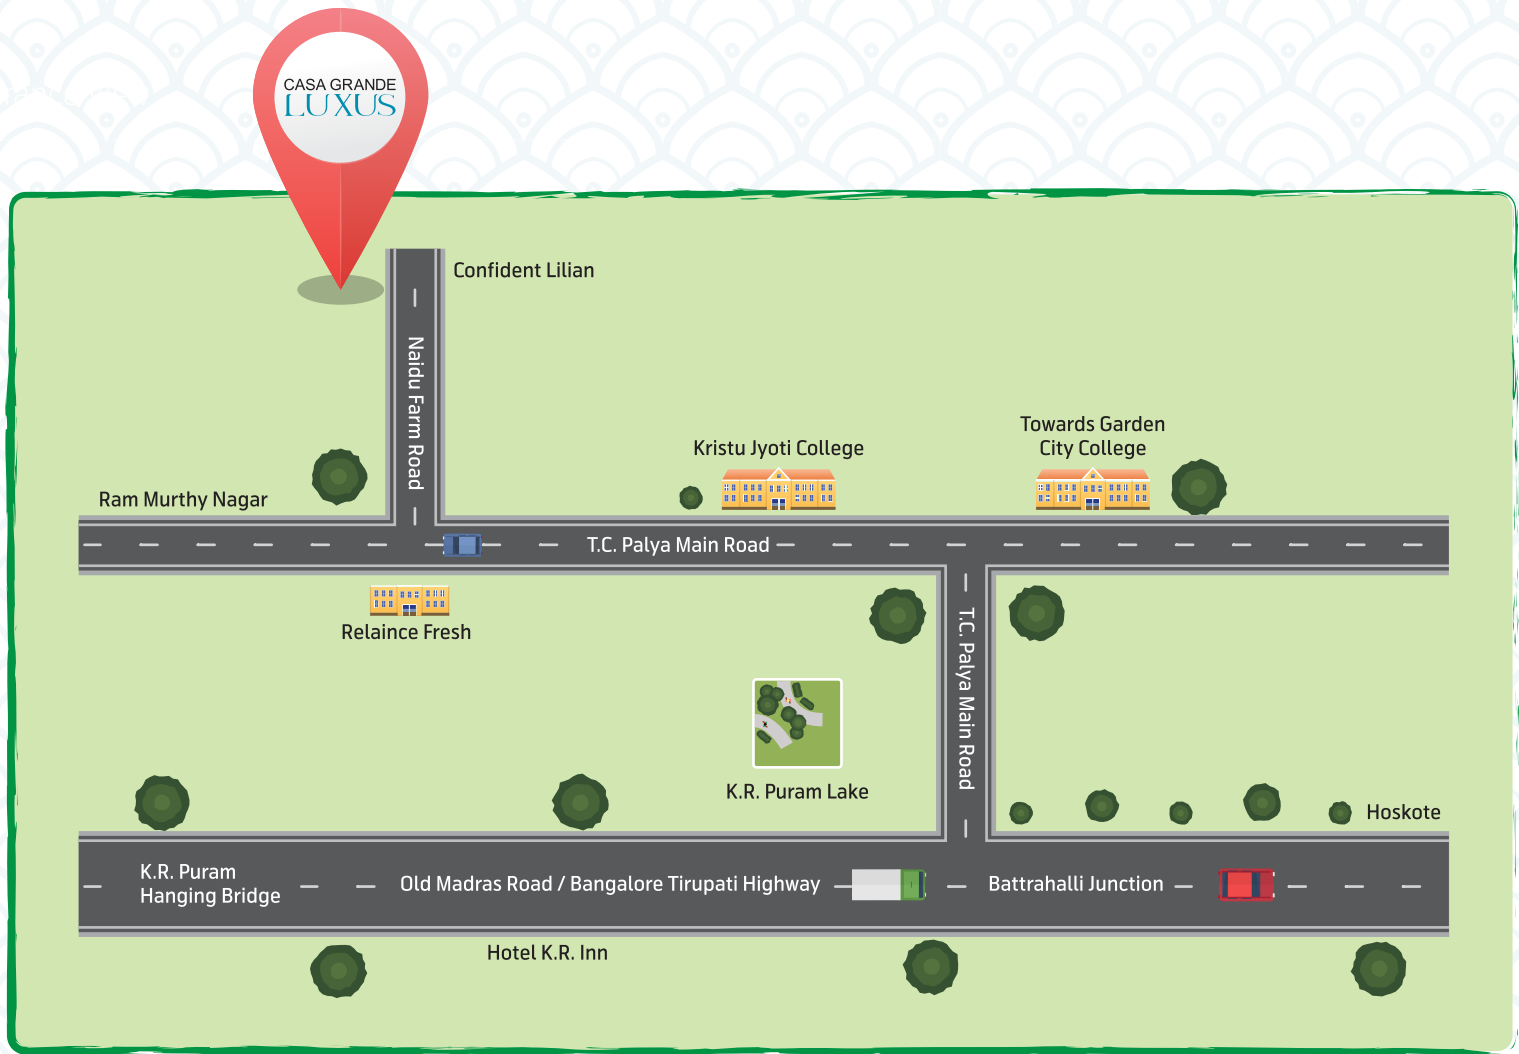 CASA GRANDE
LUXUS
Confident Lilian
Naidu Farm Road
Towards Garden
City College
Kristu Jyoti College
Ram Murthy Nagar
T.C. Palya Main Road
Relaince Fresh
T.C. Palya Main Road
K.R. Puram Lake
Hoskote
K.R. Puram
Hanging Bridge
Old Madras Road / Bangalore Tirupati Highway
Battrahalli Junction
Hotel K.R. Inn